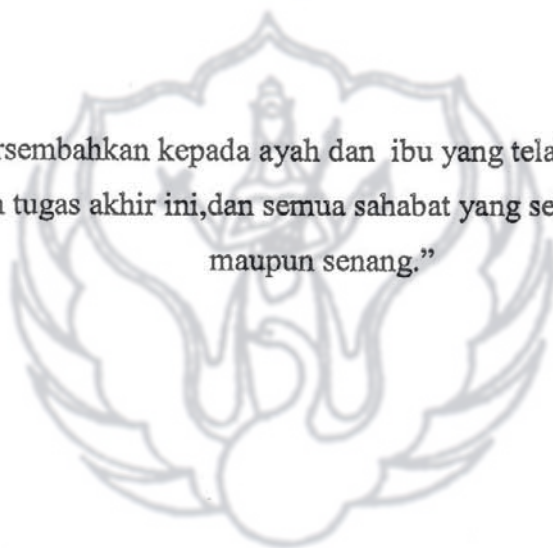 rsembahkan kepada ayah dan ibu yang tela
tugas akhir ini,dan semua sahabat yang se
maupun senang.”